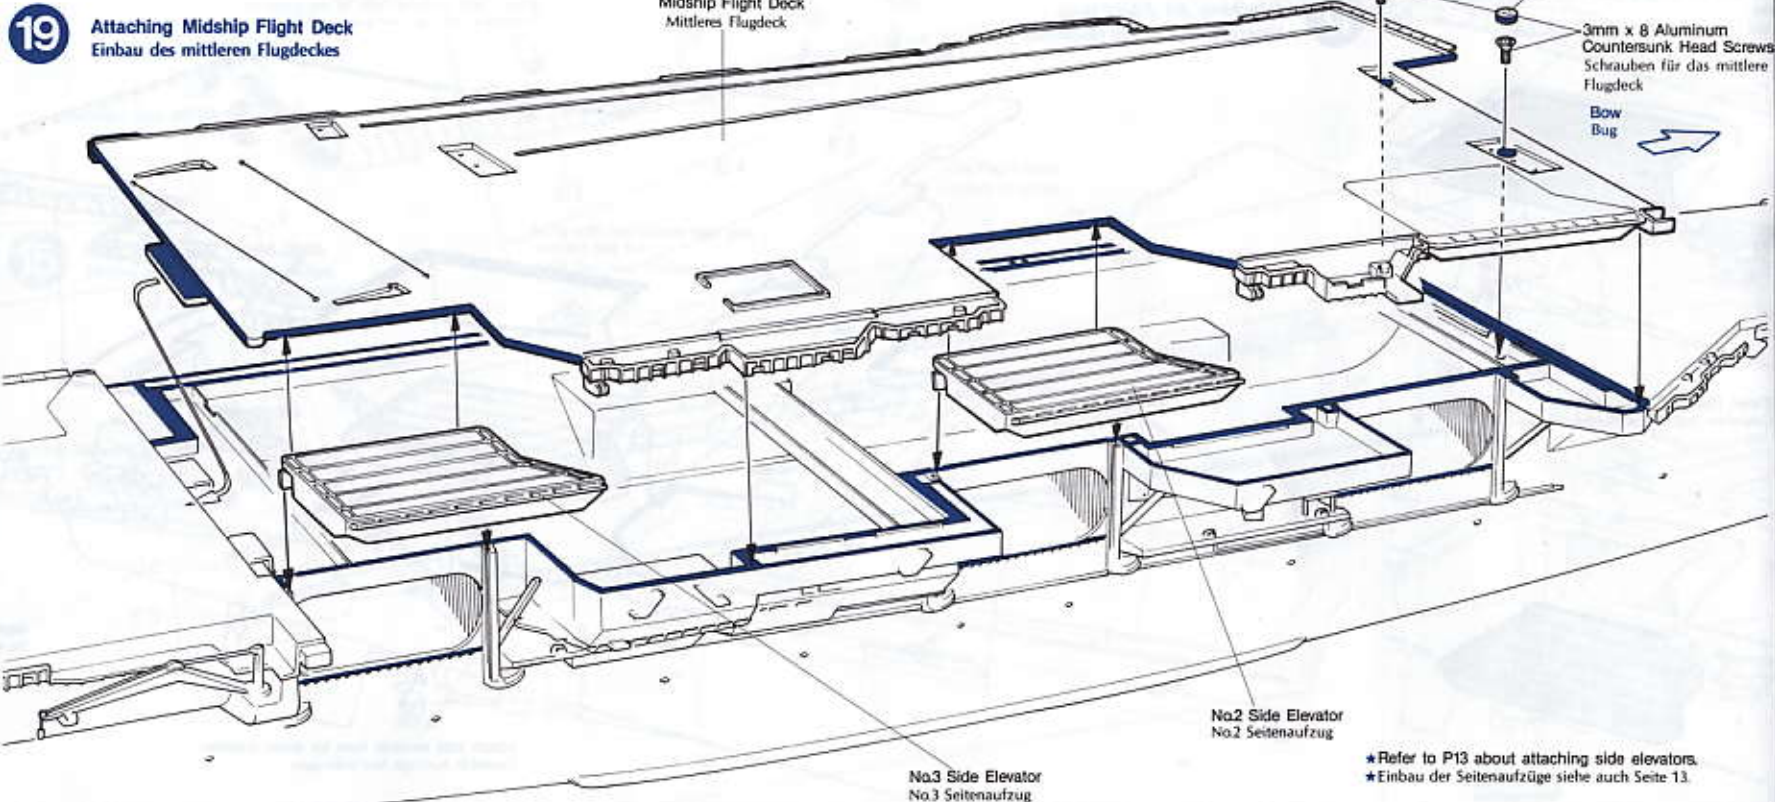 19
Attaching Midship Flight Deck
Einbau des mittleren Flugdeckes
Midship Flight Deck
Mittleres Flugdeck
3mm x 8 Aluminum
Countersunk Head Screws
Schrauben für das mittlere
Flugdeck
Bow
Bug
No.2 Side Elevator
No.2 Seitenaufzug
No.3 Side Elevator
No.3 Seitenaufzug
★Refer to P13 about attaching side elevators.
★Einbau der Seitenaufzüge siehe auch Seite 13.